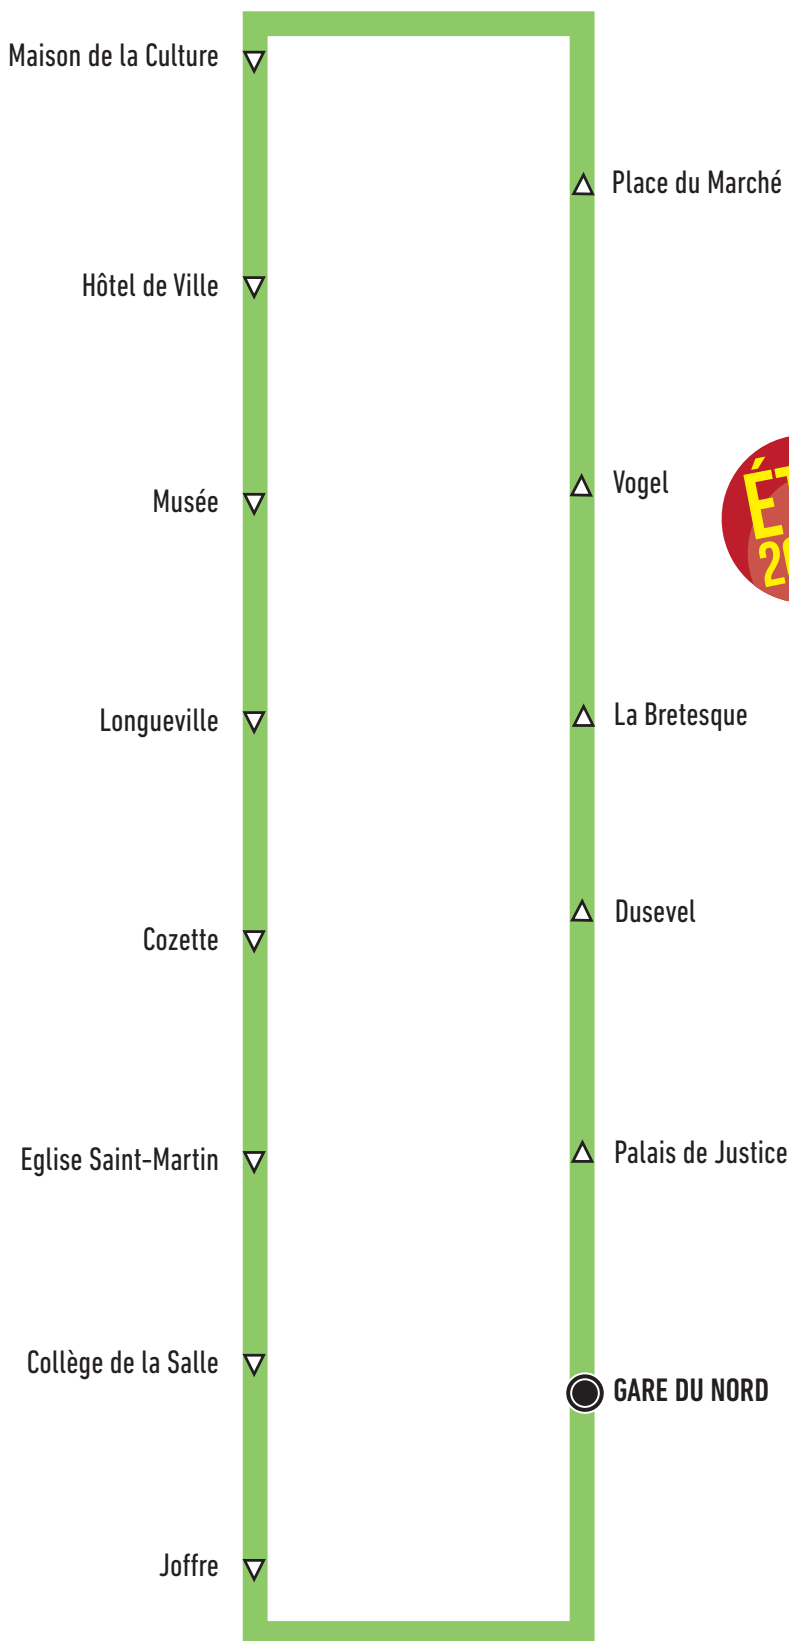 Maison de la Culture
Place du Marché
Hôtel de Ville
Vogel
Musée
Longueville
La Bretesque
Dusevel
Cozette
Eglise Saint-Martin
Palais de Justice
Collège de la Salle
GARE DU NORD
Joffre